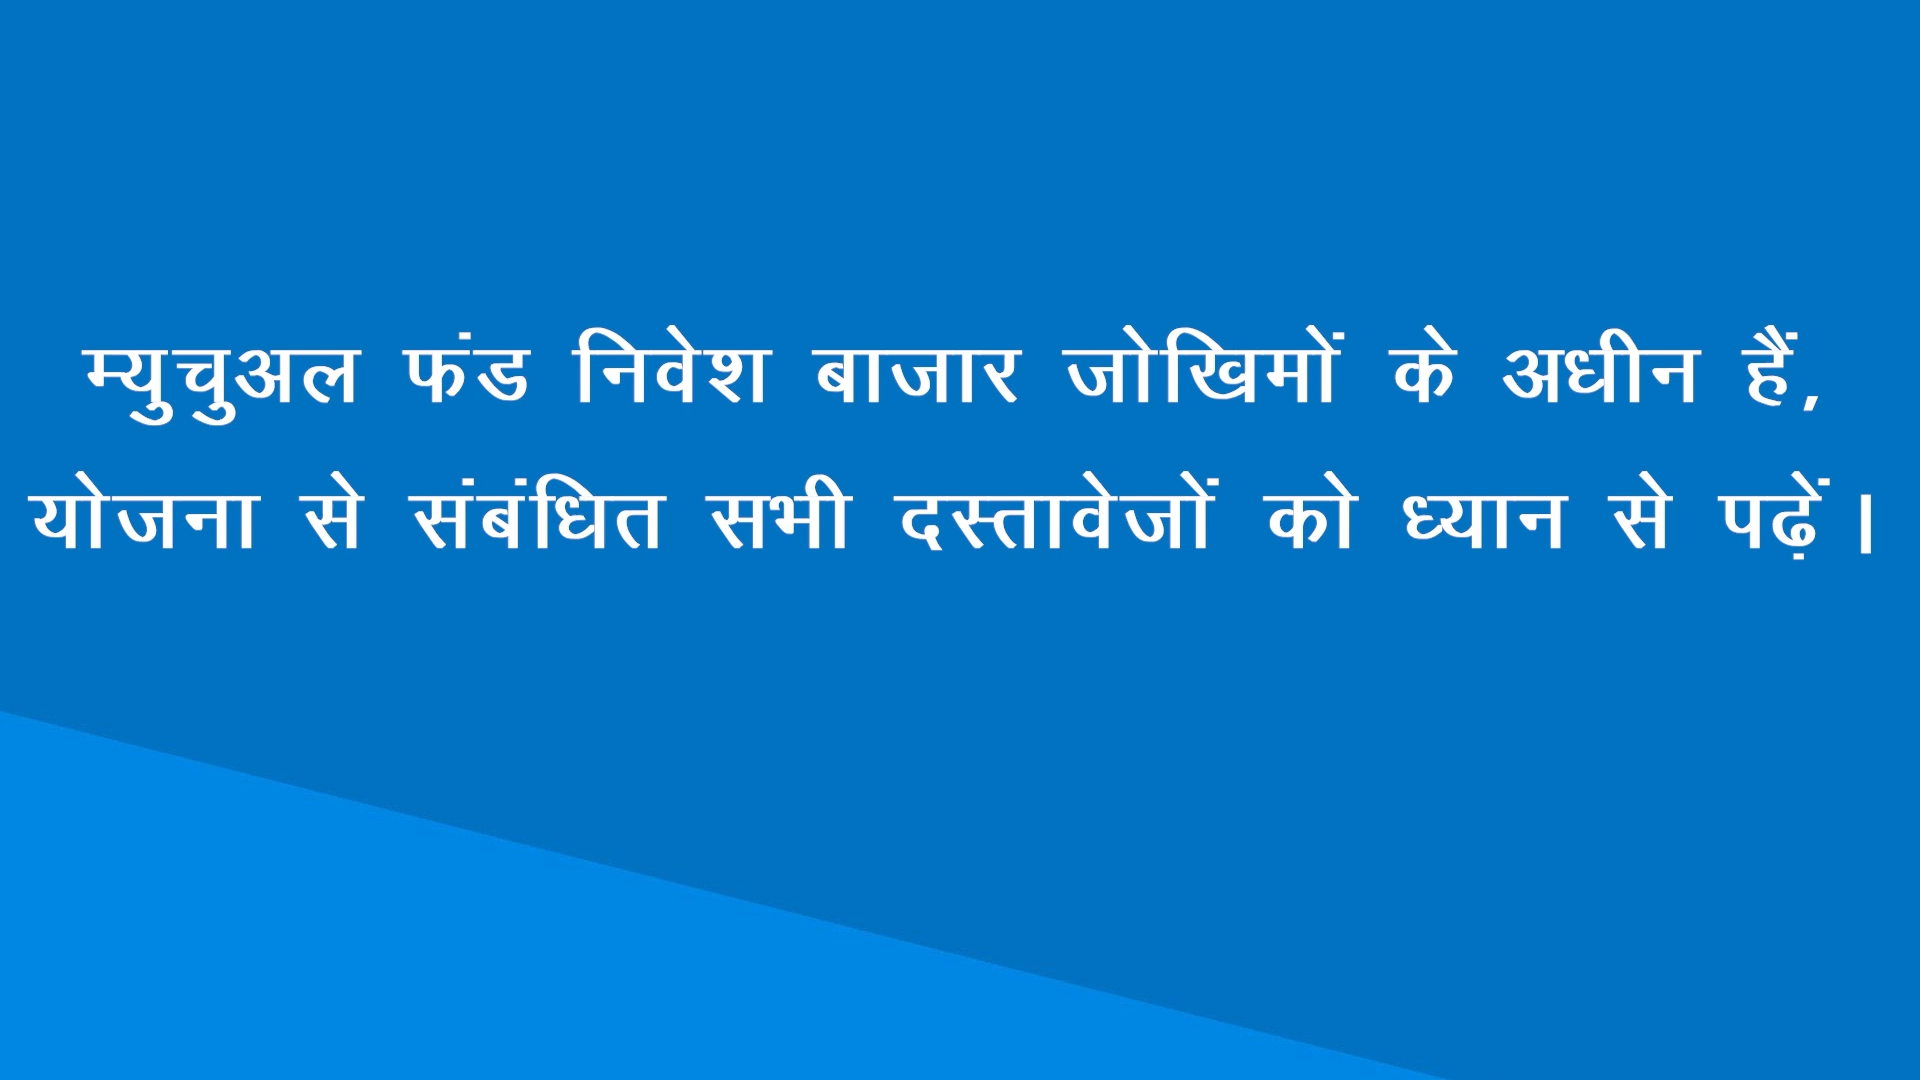 म्युचुअल फंड निवेश बाजार जोखिमों के अधीन हैं,
योजना से संबंधित सभी दस्तावेजों को ध्यान से पढ़ें।